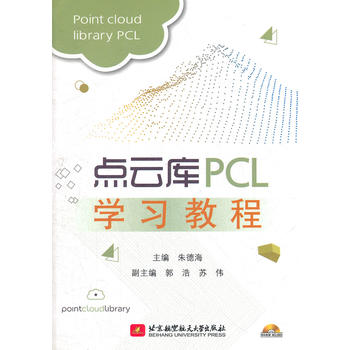 Point cloud
library PCL
点云库PCL
学习教程
主编 朱德海
副主编 郭浩 苏伟
pointcloudlibrary
北京航空航天大学出版社
BEIHANG UNIVERSITY PRESS